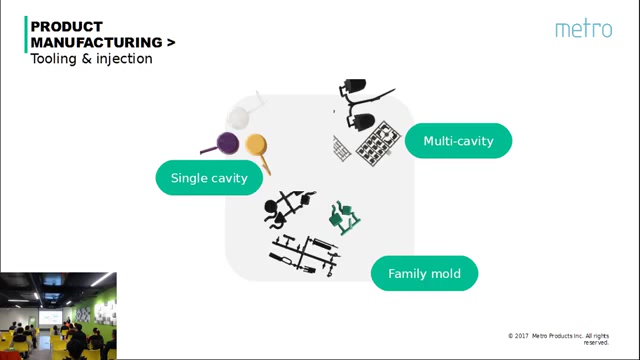 PRODUCT
MANUFACTURING >
Tooling & injection
metro
Multi-cavity
Single cavity
Family mold
© 2017 Metro Products Inc. All rights
reserved.